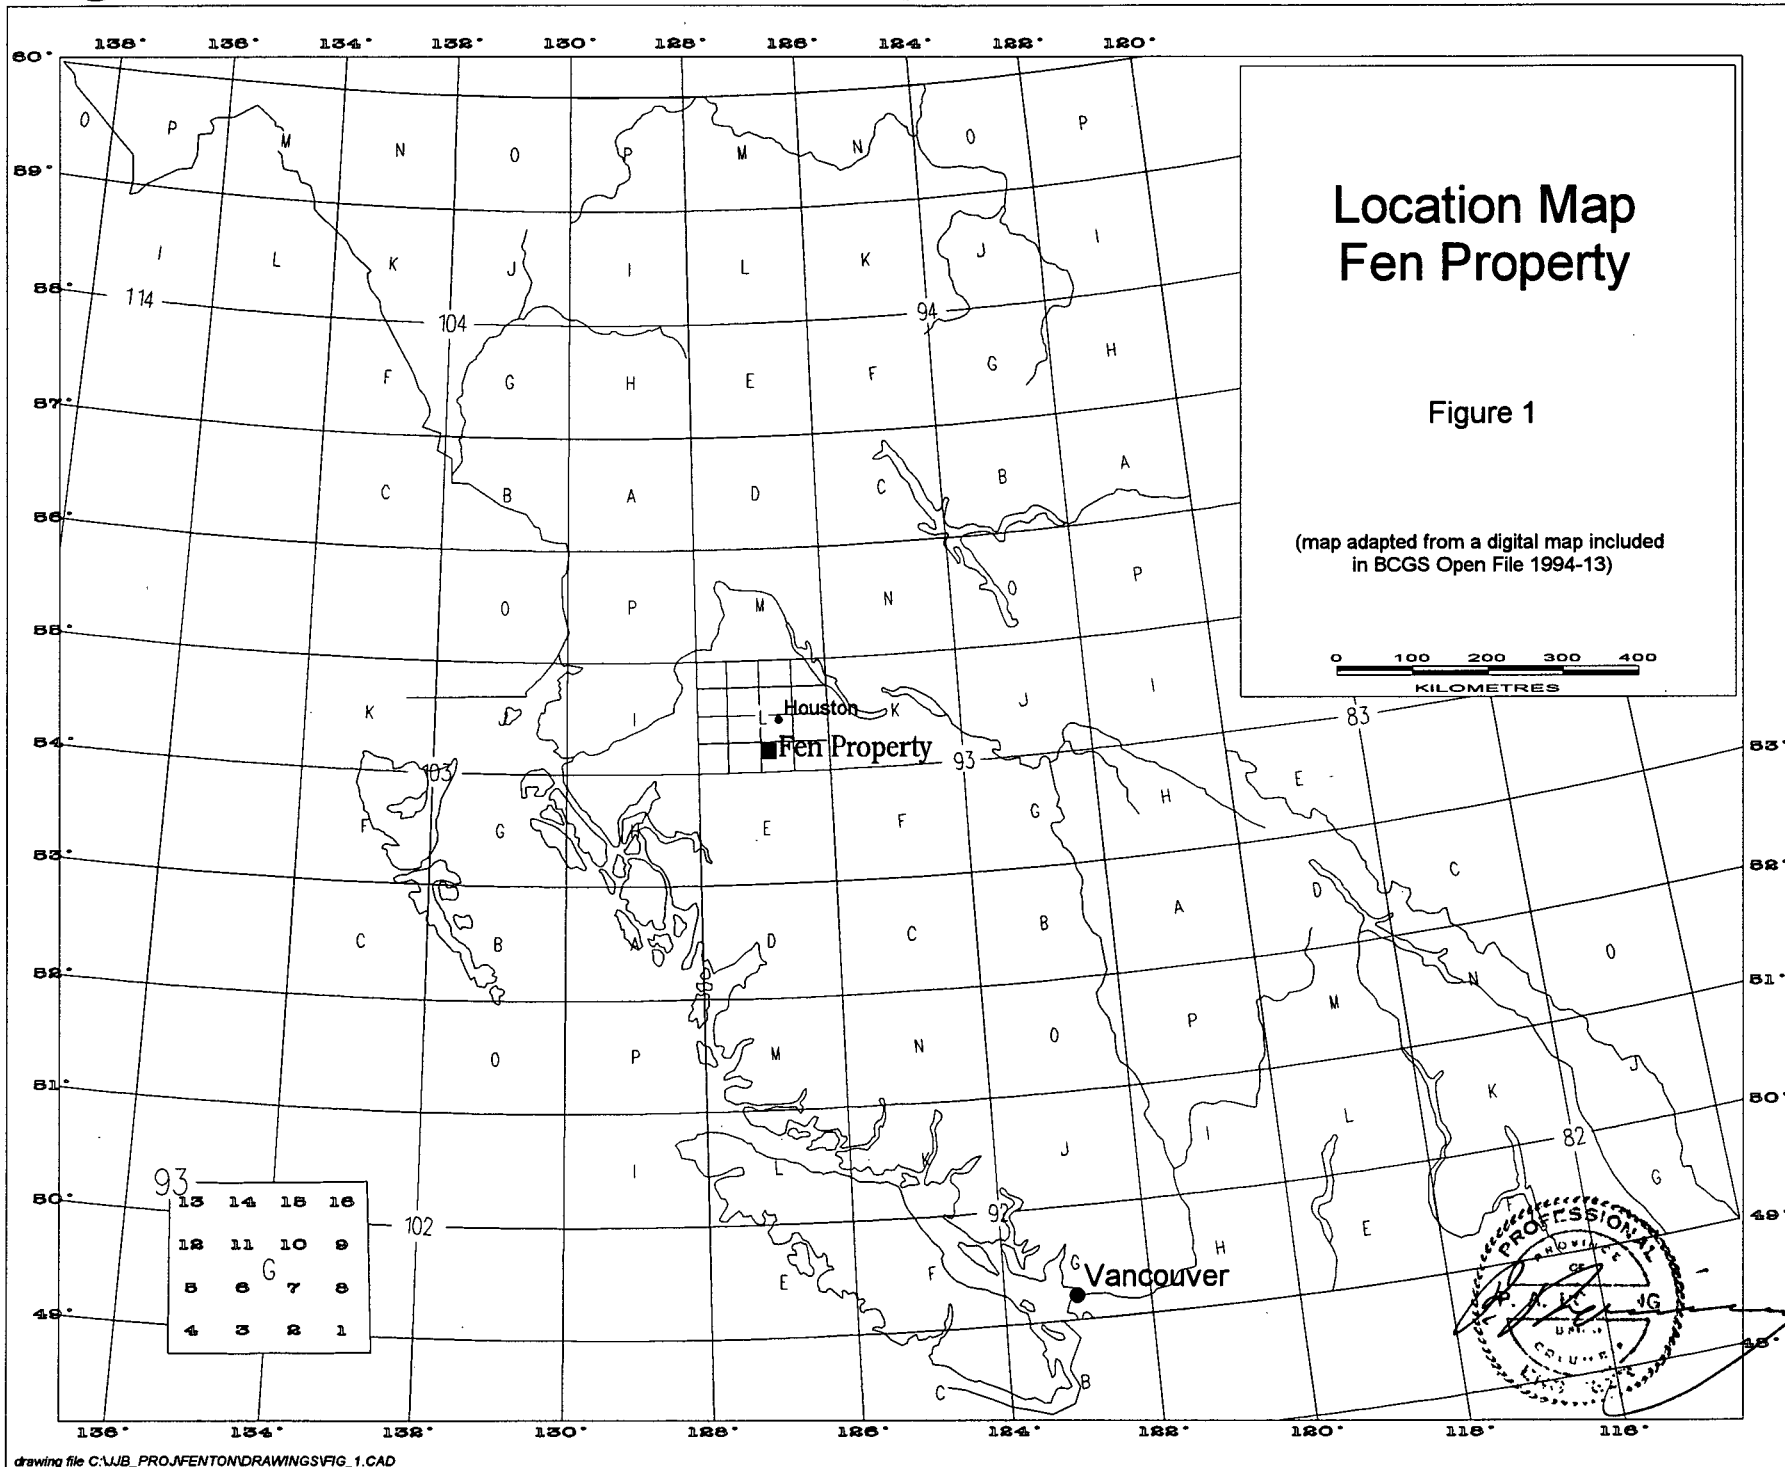 138° 136° 134° 132° 130° 128° 126° 124° 122° 120°
60°
O P M N O P M N O P
59°
I L K J I L K J I
58°
114 104 94
F G H E F G H
57°
C B A D C B A
56°
O P M N O P
55°
K J I L Houston K J I
54°
Fen Property
103 93 83
53°
F G H E F G H E
53°
52°
C B A D C B A D C
52°
51°
O P M N O P M N O
51°
50°
I L K J I L K J
50°
102 92 82
49°
E F G H E F G
49°
Vancouver
C B
48°
136° 134° 132° 130° 128° 126° 124° 122° 120° 118° 116°
Location Map
Fen Property
Figure 1
(map adapted from a digital map included
in BCGS Open File 1994-13)
0 100 200 300 400
KILOMETRES
93
13 14 15 16
12 11 10 9
G
5 6 7 8
4 3 2 1
PROFESSIONAL
PROVINCE
OF
drawing file C:\JJB_PROJ\FENTON\DRAWINGS\FIG_1.CAD